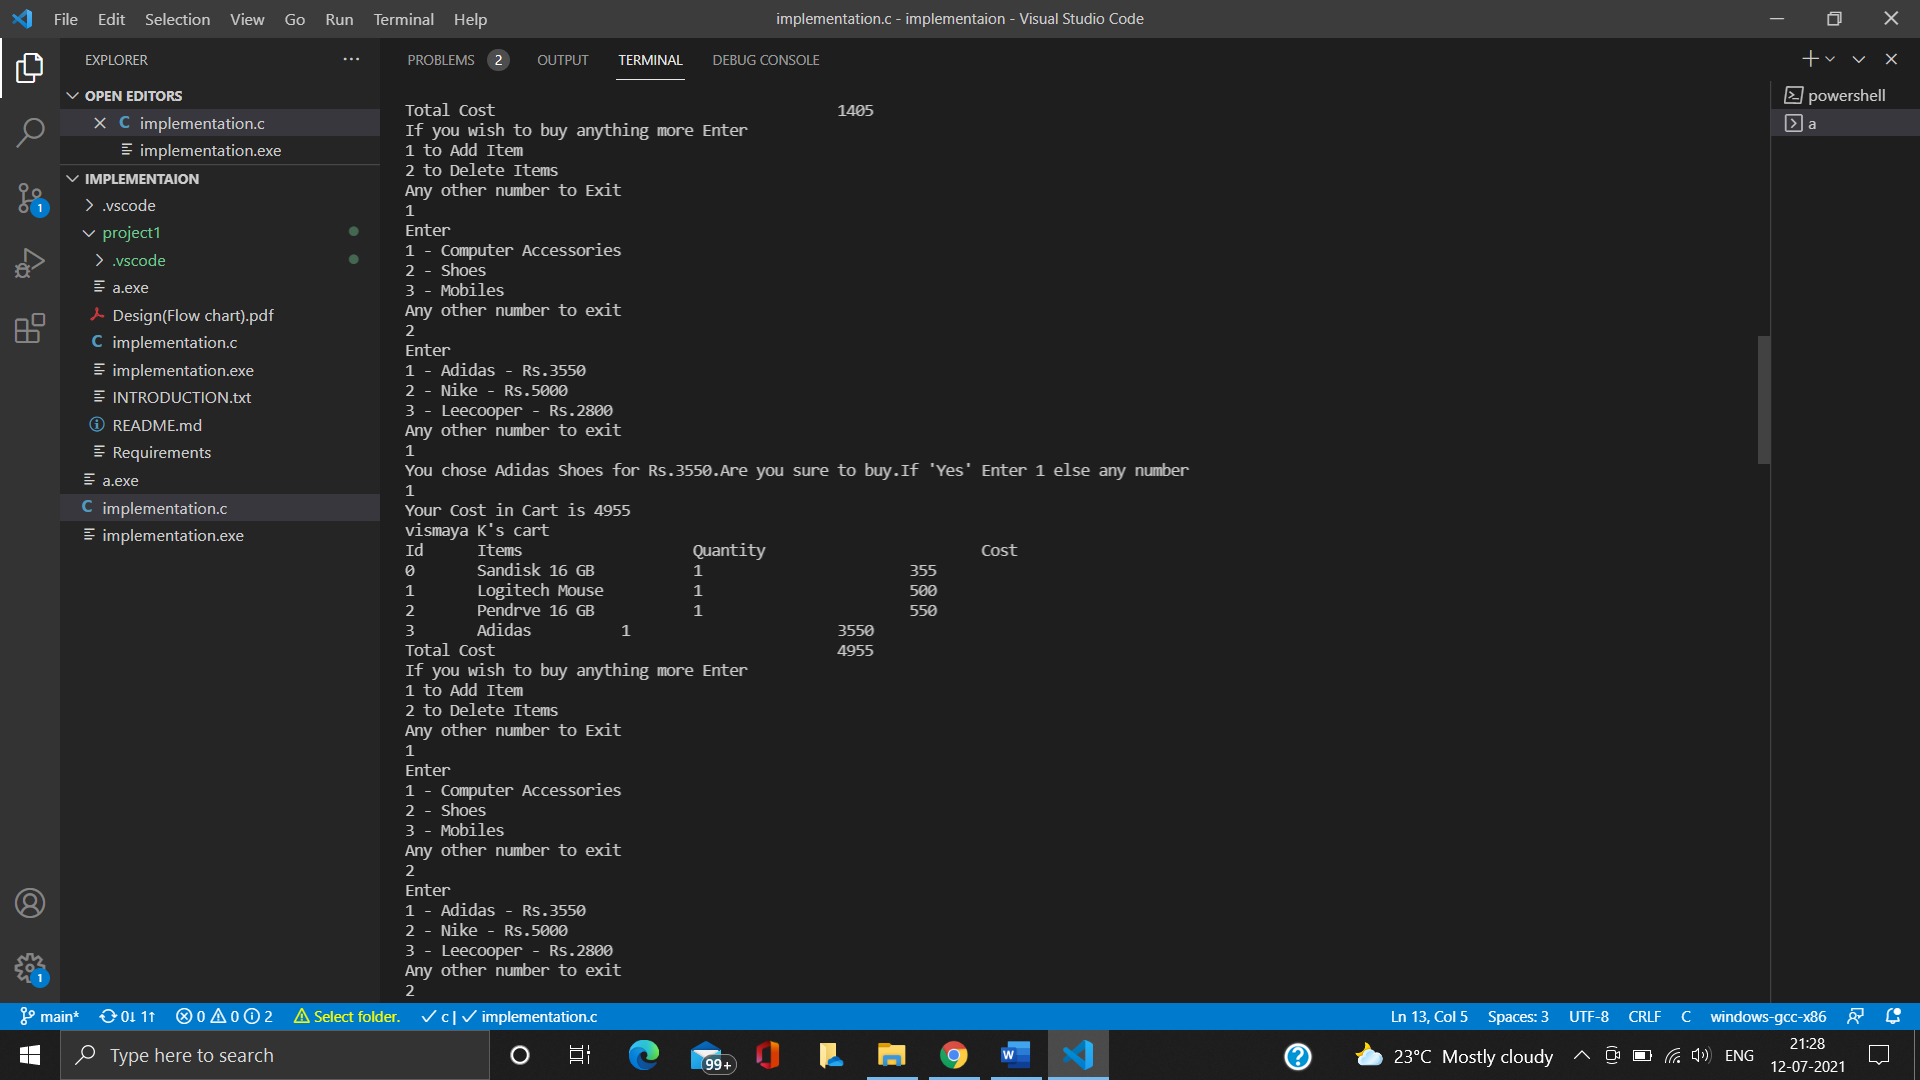 File Edit Selection View Go Run Terminal Help
implementation.c - implementaion - Visual Studio Code
EXPLORER
OPEN EDITORS
C implementation.c
implementation.exe
IMPLEMENTAION
.vscode
project1
.vscode
a.exe
Design(Flow chart).pdf
C implementation.c
implementation.exe
INTRODUCTION.txt
README.md
Requirements
a.exe
C implementation.c
implementation.exe
1
1
PROBLEMS 2 OUTPUT TERMINAL DEBUG CONSOLE
Total Cost 1405
If you wish to buy anything more Enter
1 to Add Item
2 to Delete Items
Any other number to Exit
1
Enter
1 - Computer Accessories
2 - Shoes
3 - Mobiles
Any other number to exit
2
Enter
1 - Adidas - Rs.3550
2 - Nike - Rs.5000
3 - Leecooper - Rs.2800
Any other number to exit
1
You chose Adidas Shoes for Rs.3550.Are you sure to buy.If 'Yes' Enter 1 else any number
1
Your Cost in Cart is 4955
vismaya K's cart
Id Items Quantity Cost
0 Sandisk 16 GB 1 355
1 Logitech Mouse 1 500
2 Pendrve 16 GB 1 550
3 Adidas 1 3550
Total Cost 4955
If you wish to buy anything more Enter
1 to Add Item
2 to Delete Items
Any other number to Exit
1
Enter
1 - Computer Accessories
2 - Shoes
3 - Mobiles
Any other number to exit
2
Enter
1 - Adidas - Rs.3550
2 - Nike - Rs.5000
3 - Leecooper - Rs.2800
Any other number to exit
2
powershell
a
main* 0↓ 1↑ 0 0 2 Select folder. c | implementation.c
Ln 13, Col 5 Spaces: 3 UTF-8 CRLF C windows-gcc-x86
Type here to search
99+
23°C Mostly cloudy
ENG
21:28
12-07-2021